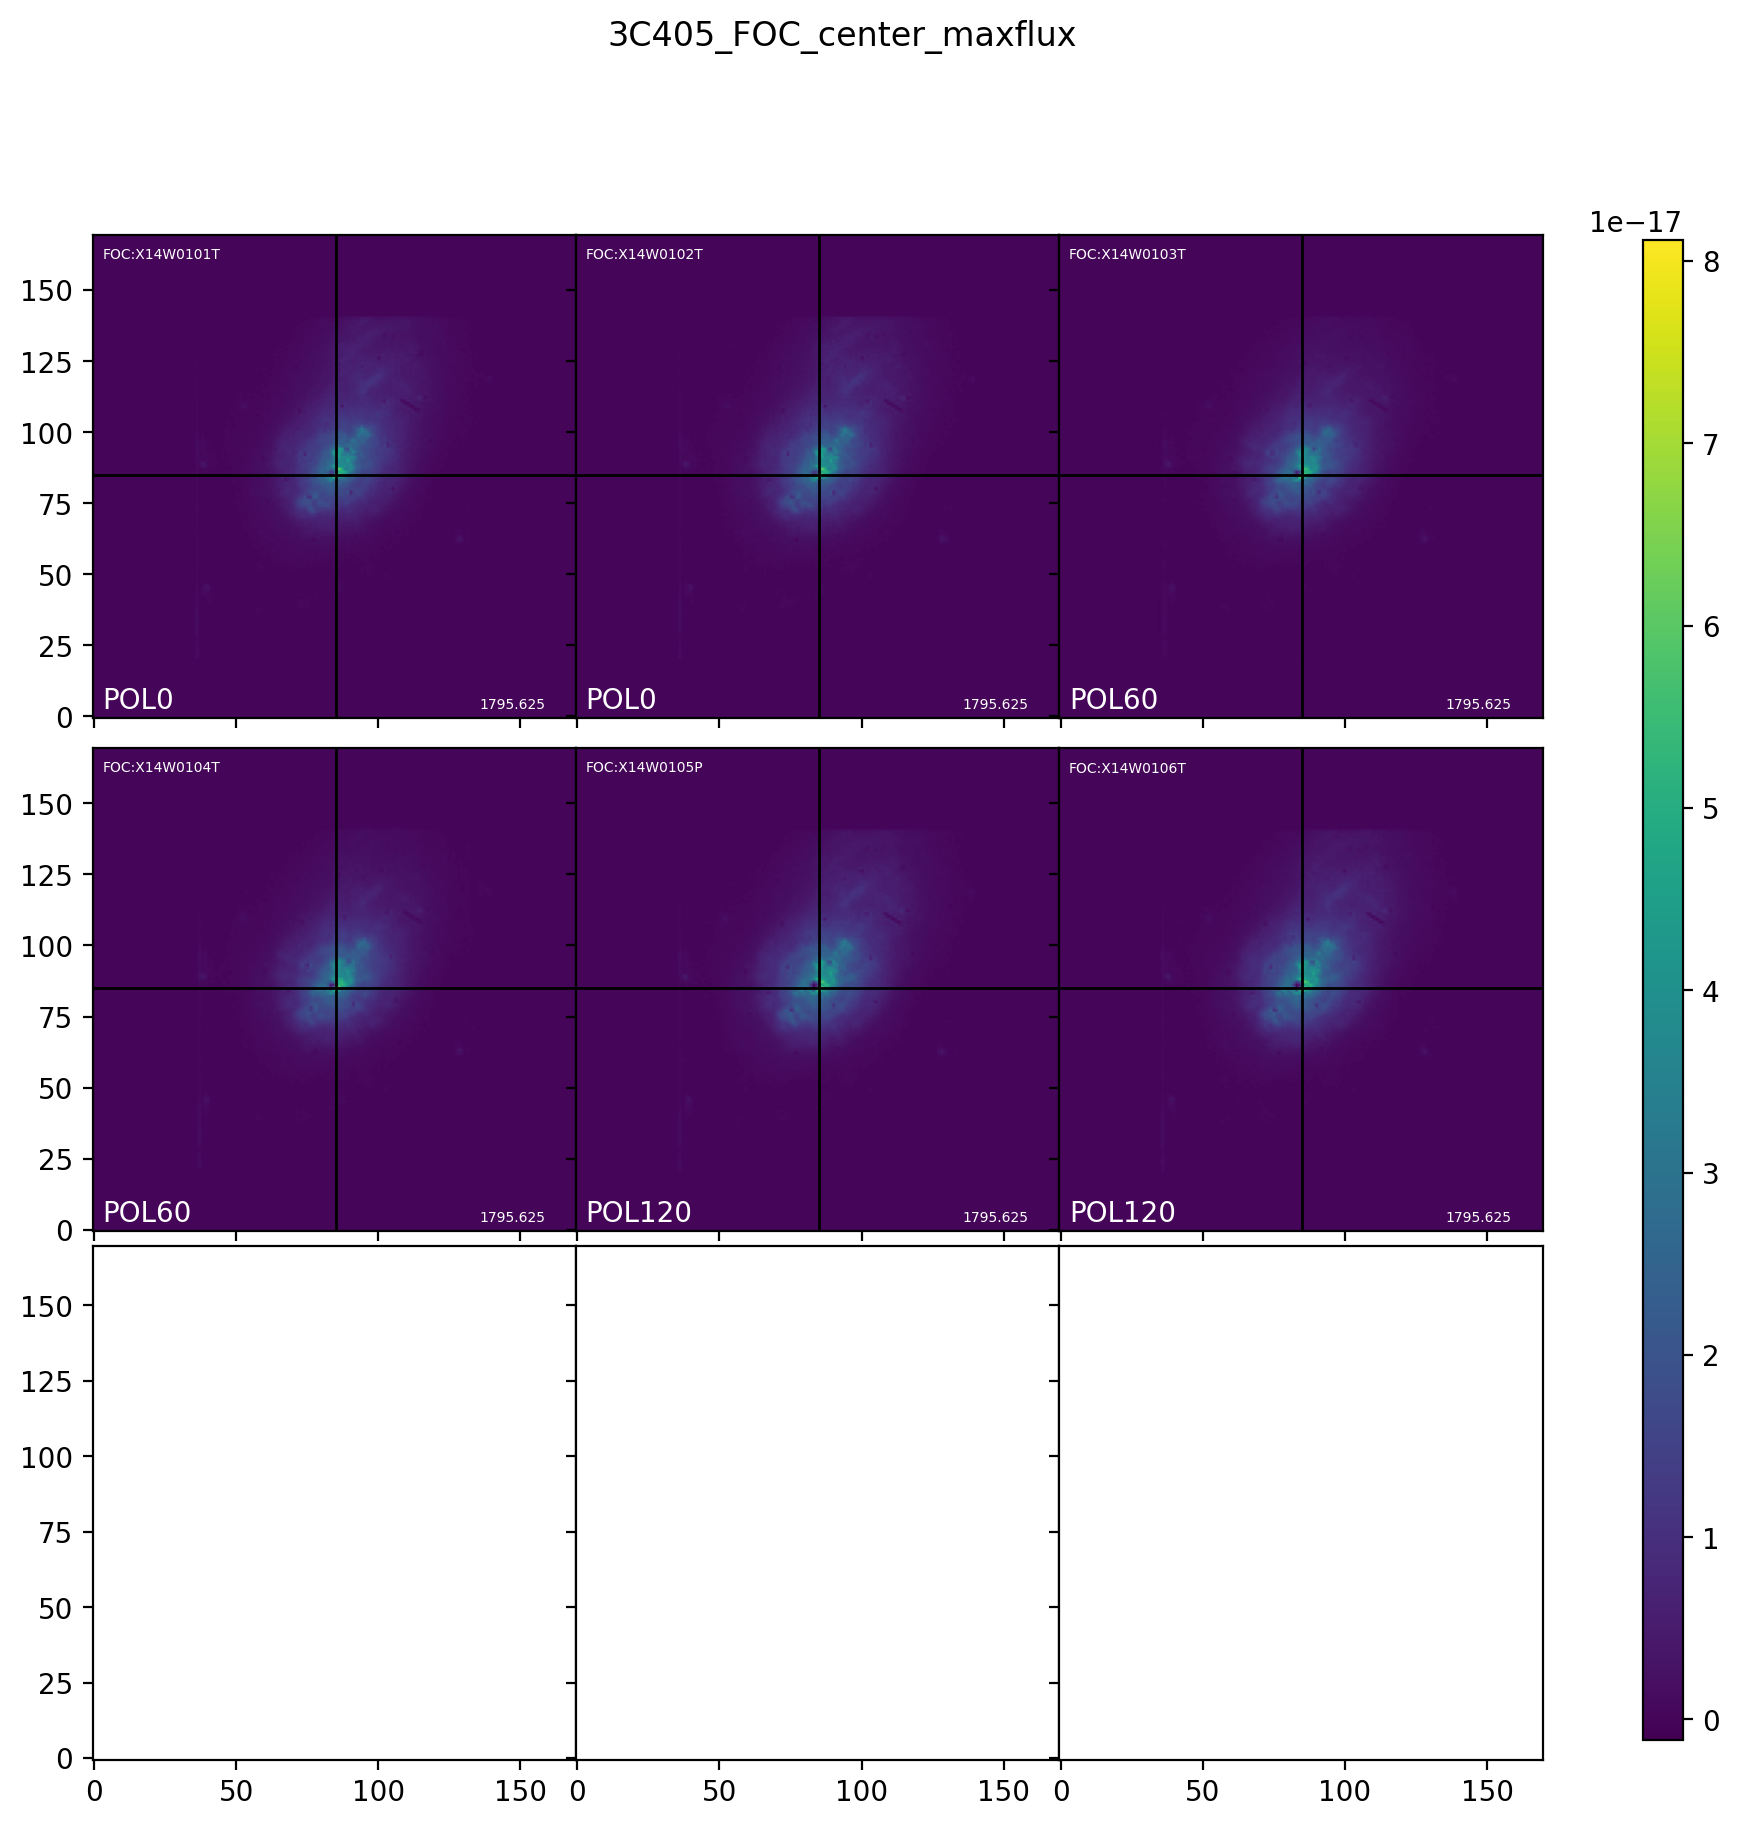 3C405_FOC_center_maxflux
1e−17
FOC:X14W0101T
FOC:X14W0102T
FOC:X14W0103T
150
125
100
75
50
25
0
POL0
1795.625
POL0
1795.625
POL60
1795.625
FOC:X14W0104T
FOC:X14W0105P
FOC:X14W0106T
150
125
100
75
50
25
0
POL60
1795.625
POL120
1795.625
POL120
1795.625
150
125
100
75
50
25
0
0 50 100 150
0 50 100 150
0 50 100 150
8
7
6
5
4
3
2
1
0